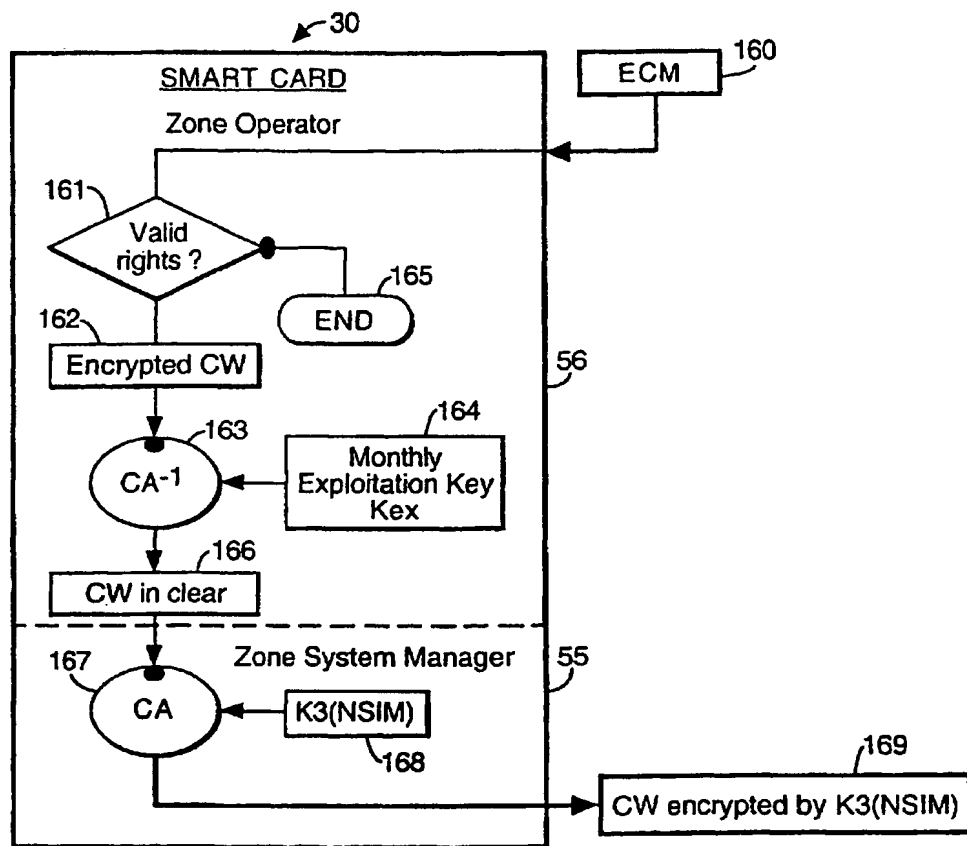 30
SMART CARD
ECM
160
Zone Operator
161
Valid
rights ?
165
END
162
Encrypted CW
56
163
164
CA-1
Monthly
Exploitation Key
Kex
166
CW in clear
Zone System Manager
55
167
CA
K3(NSIM)
168
169
CW encrypted by K3(NSIM)